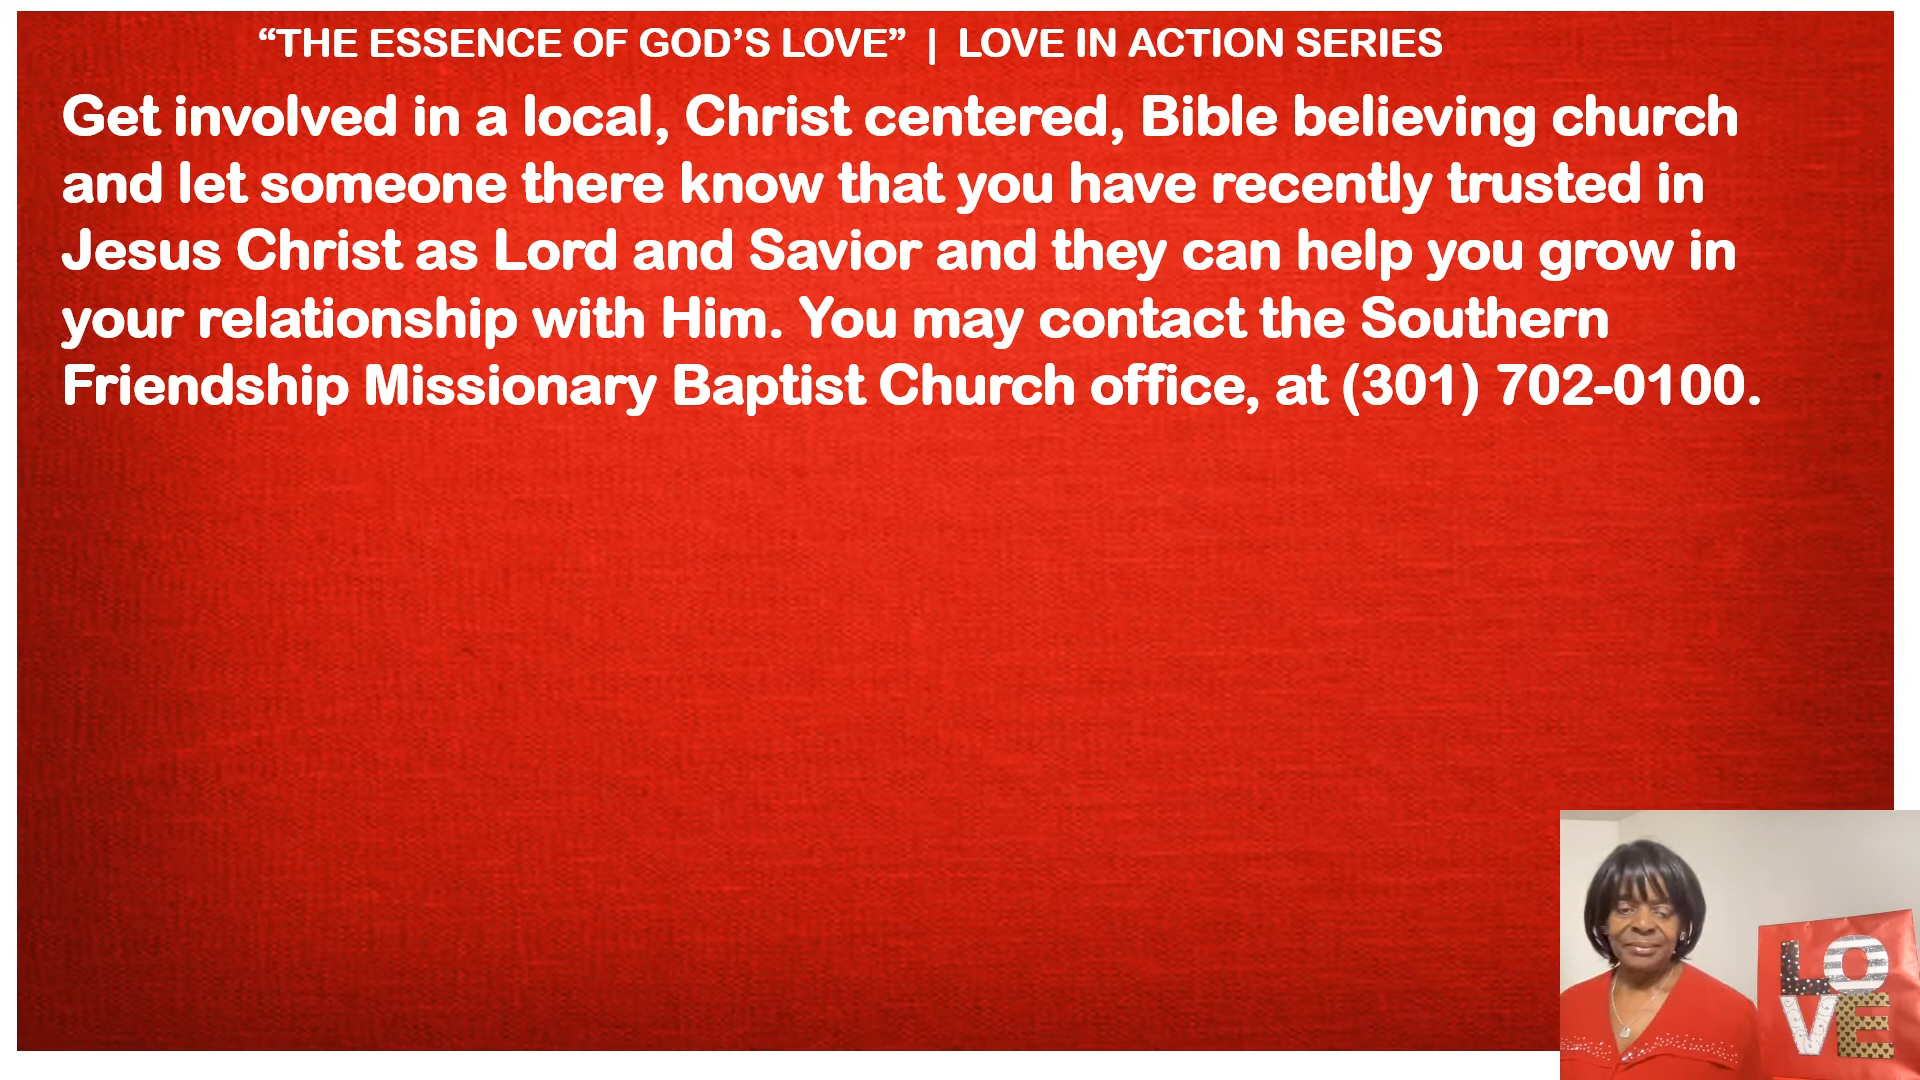 “THE ESSENCE OF GOD’S LOVE” | LOVE IN ACTION SERIES
Get involved in a local, Christ centered, Bible believing church
and let someone there know that you have recently trusted in
Jesus Christ as Lord and Savior and they can help you grow in
your relationship with Him. You may contact the Southern
Friendship Missionary Baptist Church office, at (301) 702-0100.
LO
VE